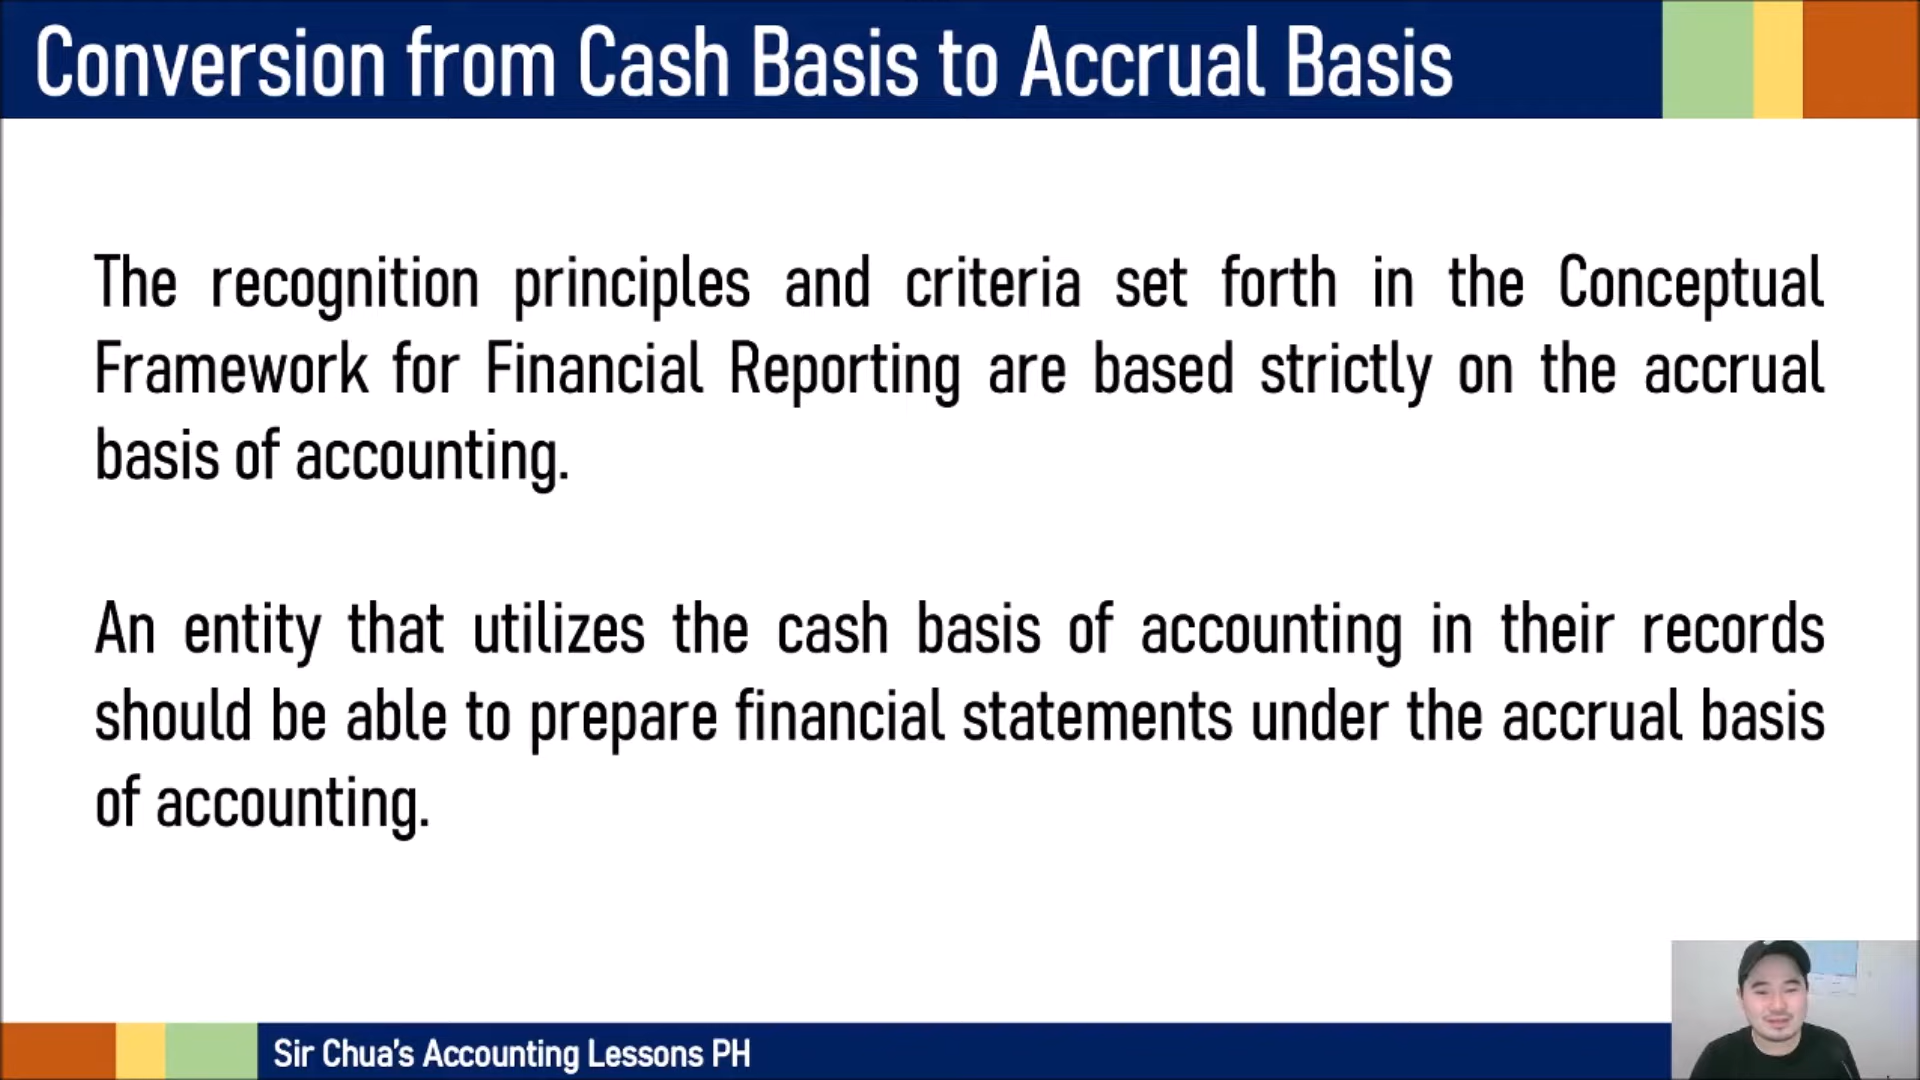 Conversion from Cash Basis to Accrual Basis
The recognition principles and criteria set forth in the Conceptual
Framework for Financial Reporting are based strictly on the accrual
basis of accounting.
An entity that utilizes the cash basis of accounting in their records
should be able to prepare financial statements under the accrual basis
of accounting.
Sir Chua's Accounting Lessons PH